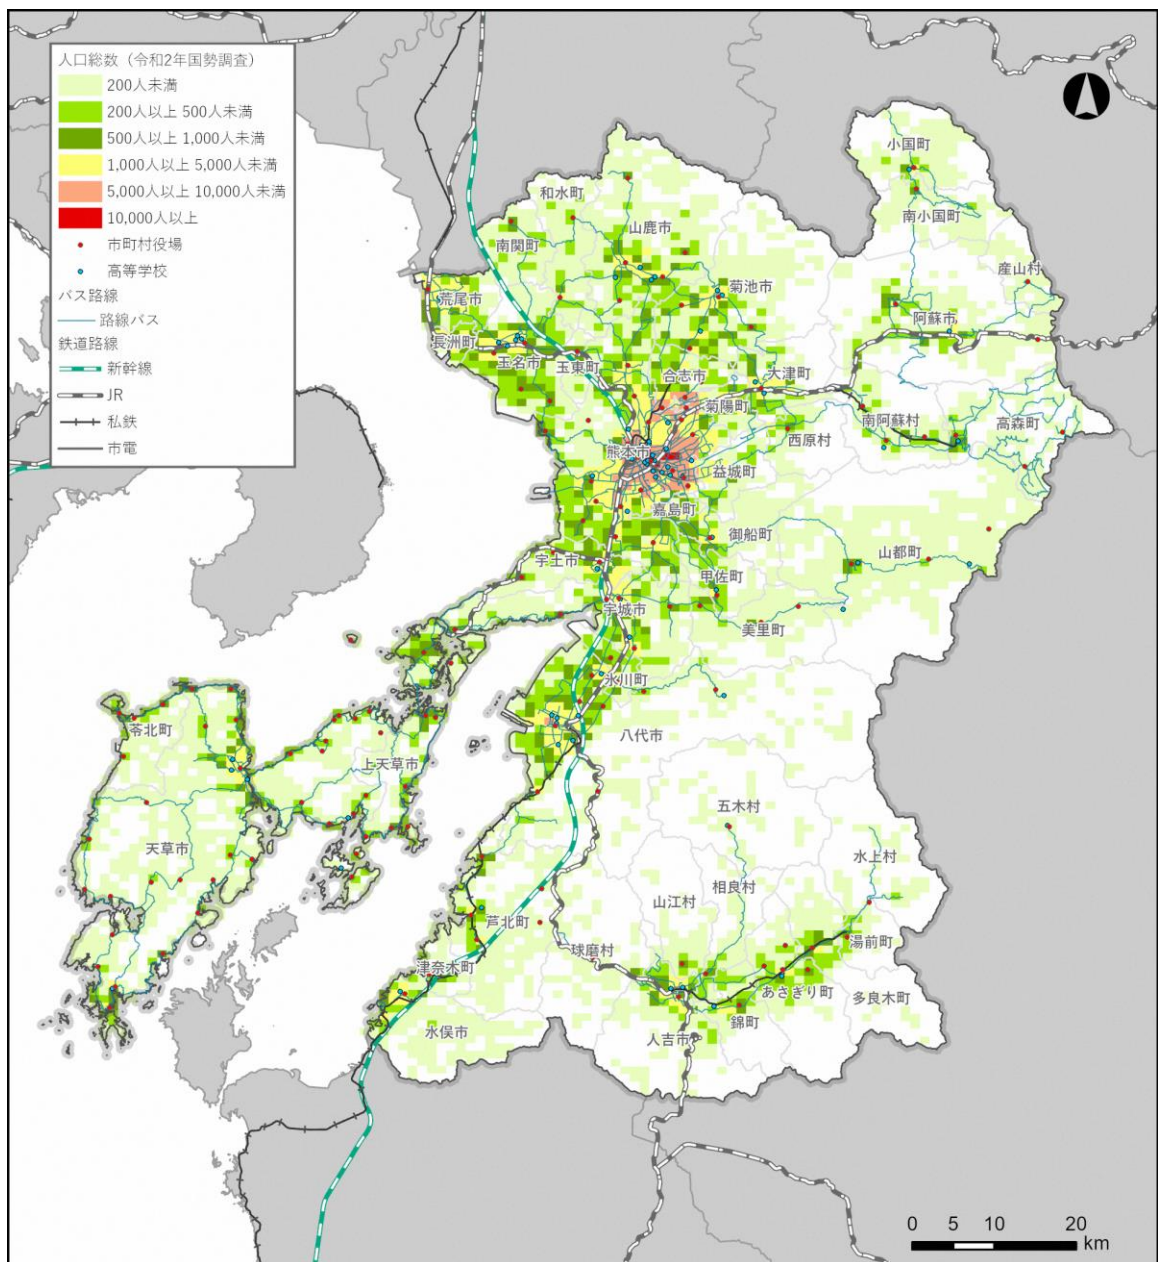 人口総数（令和2年国勢調査）
200人未満
200人以上 500人未満
500人以上 1,000人未満
1,000人以上 5,000人未満
5,000人以上 10,000人未満
10,000人以上
市町村役場
高等学校
バス路線
路線バス
鉄道路線
新幹線
JR
私鉄
市電
小国町
和水町
南小国町
山鹿市
南関町
産山村
菊池市
荒尾市
阿蘇市
長洲町
玉名市
玉東町
合志市
大津町
菊陽町
南阿蘇村
高森町
西原村
熊本市
益城町
嘉島町
御船町
山都町
宇土市
甲佐町
宇城市
美里町
氷川町
苓北町
八代市
上天草市
五木村
天草市
水上村
相良村
山江村
芦北町
湯前町
球磨村
津奈木町
あさぎり町
多良木町
錦町
水俣市
人吉市
0 5 10 20
km